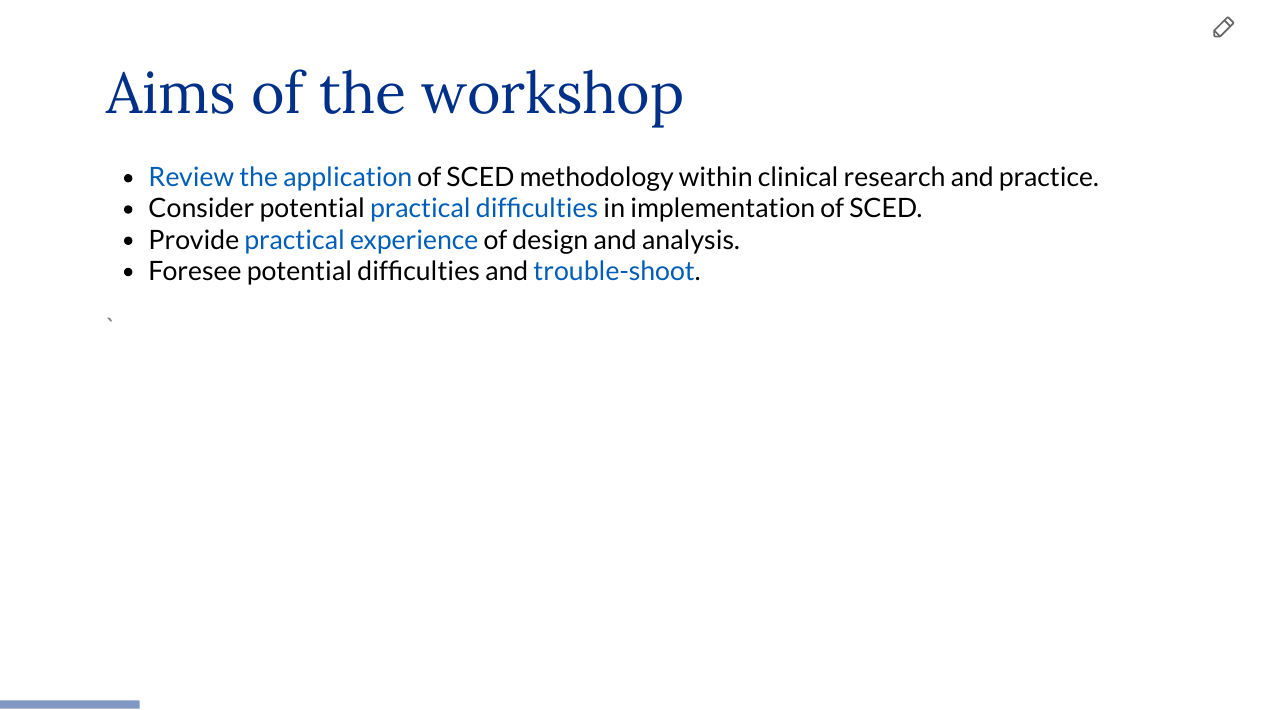 Aims of the workshop
• Review the application of SCED methodology within clinical research and practice.
• Consider potential practical difficulties in implementation of SCED.
• Provide practical experience of design and analysis.
• Foresee potential difficulties and trouble-shoot.
`